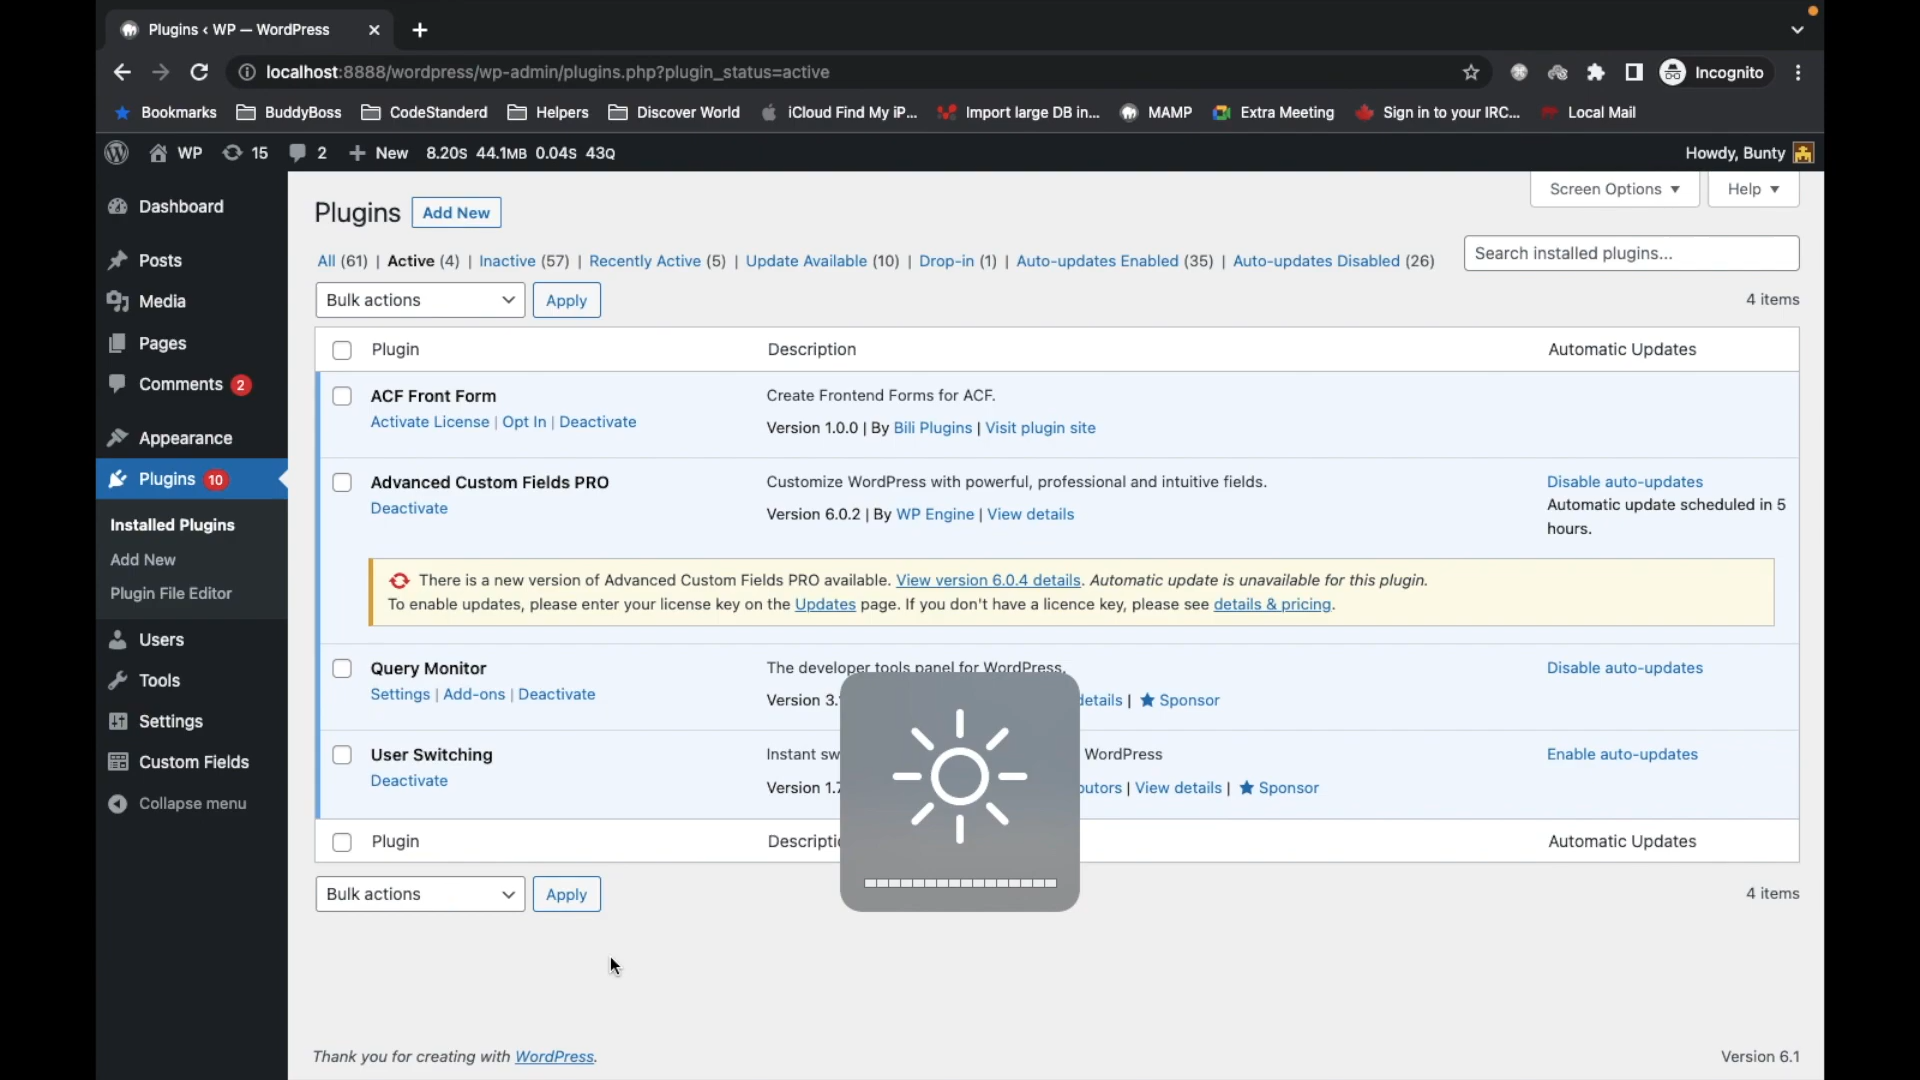 Plugins ‹ WP — WordPress
localhost:8888/wordpress/wp-admin/plugins.php?plugin_status=active
Incognito
Bookmarks BuddyBoss CodeStanderd Helpers Discover World iCloud Find My iP... Import large DB in... MAMP Extra Meeting Sign in to your IRC... Local Mail
WP 15 2 New 8.20S 44.1MB 0.04S 43Q
Howdy, Bunty
Dashboard
Posts
Media
Pages
Comments 2
Appearance
Plugins 10
Installed Plugins
Add New
Plugin File Editor
Users
Tools
Settings
Custom Fields
Collapse menu
Screen Options Help
Plugins Add New
All (61) | Active (4) | Inactive (57) | Recently Active (5) | Update Available (10) | Drop-in (1) | Auto-updates Enabled (35) | Auto-updates Disabled (26)
Search installed plugins...
Bulk actions Apply
4 items
Plugin Description Automatic Updates
ACF Front Form
Activate License | Opt In | Deactivate
Create Frontend Forms for ACF.
Version 1.0.0 | By Bili Plugins | Visit plugin site
Advanced Custom Fields PRO
Deactivate
Customize WordPress with powerful, professional and intuitive fields.
Version 6.0.2 | By WP Engine | View details
Disable auto-updates
Automatic update scheduled in 5
hours.
There is a new version of Advanced Custom Fields PRO available. View version 6.0.4 details. Automatic update is unavailable for this plugin.
To enable updates, please enter your license key on the Updates page. If you don't have a licence key, please see details & pricing.
Query Monitor
Settings | Add-ons | Deactivate
The developer tools panel for WordPress.
Version 3. details | Sponsor
Disable auto-updates
User Switching
Deactivate
Instant WordPress
Version 1.7 | View details | Sponsor
Enable auto-updates
Plugin Automatic Updates
Bulk actions Apply
4 items
Thank you for creating with WordPress.
Version 6.1